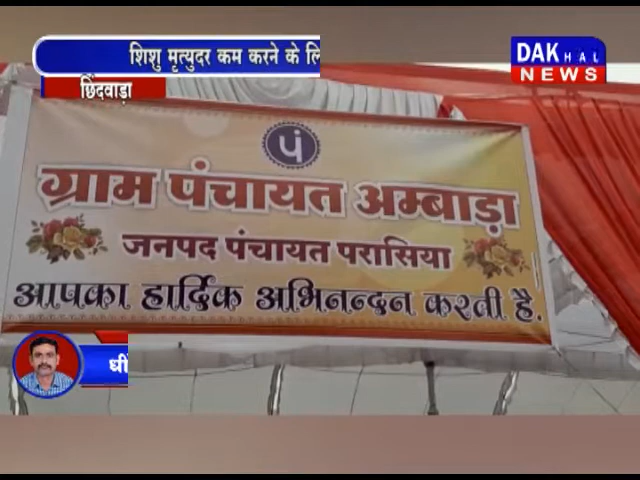 शिशु मृत्युदर कम करने के लि
DAKHAL
NEWS
छिंदवाड़ा
पं
ग्राम पंचायत अम्बाड़ा
जनपद पंचायत परासिया
आपका हार्दिक अभिनन्दन करती है.
धी